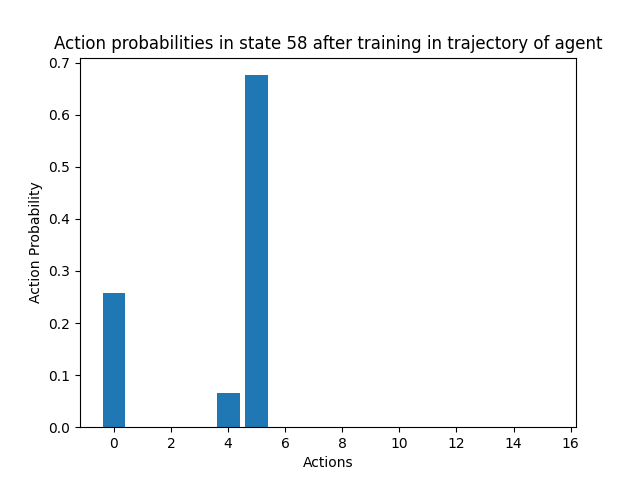 Action probabilities in state 58 after training in trajectory of agent
0.7
0.6
0.5
0.4
0.3
0.2
0.1
0.0
Action Probability
0 2 4 6 8 10 12 14 16
Actions